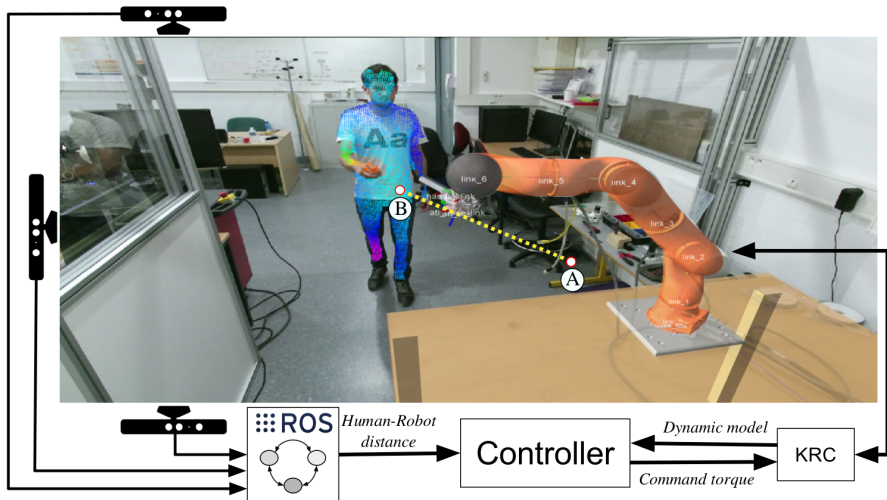 Aa
link_6
link_5
link_4
link_3
link_2
link_1
B
A
ROS
Human-Robot
distance
Controller
Dynamic model
Command torque
KRC